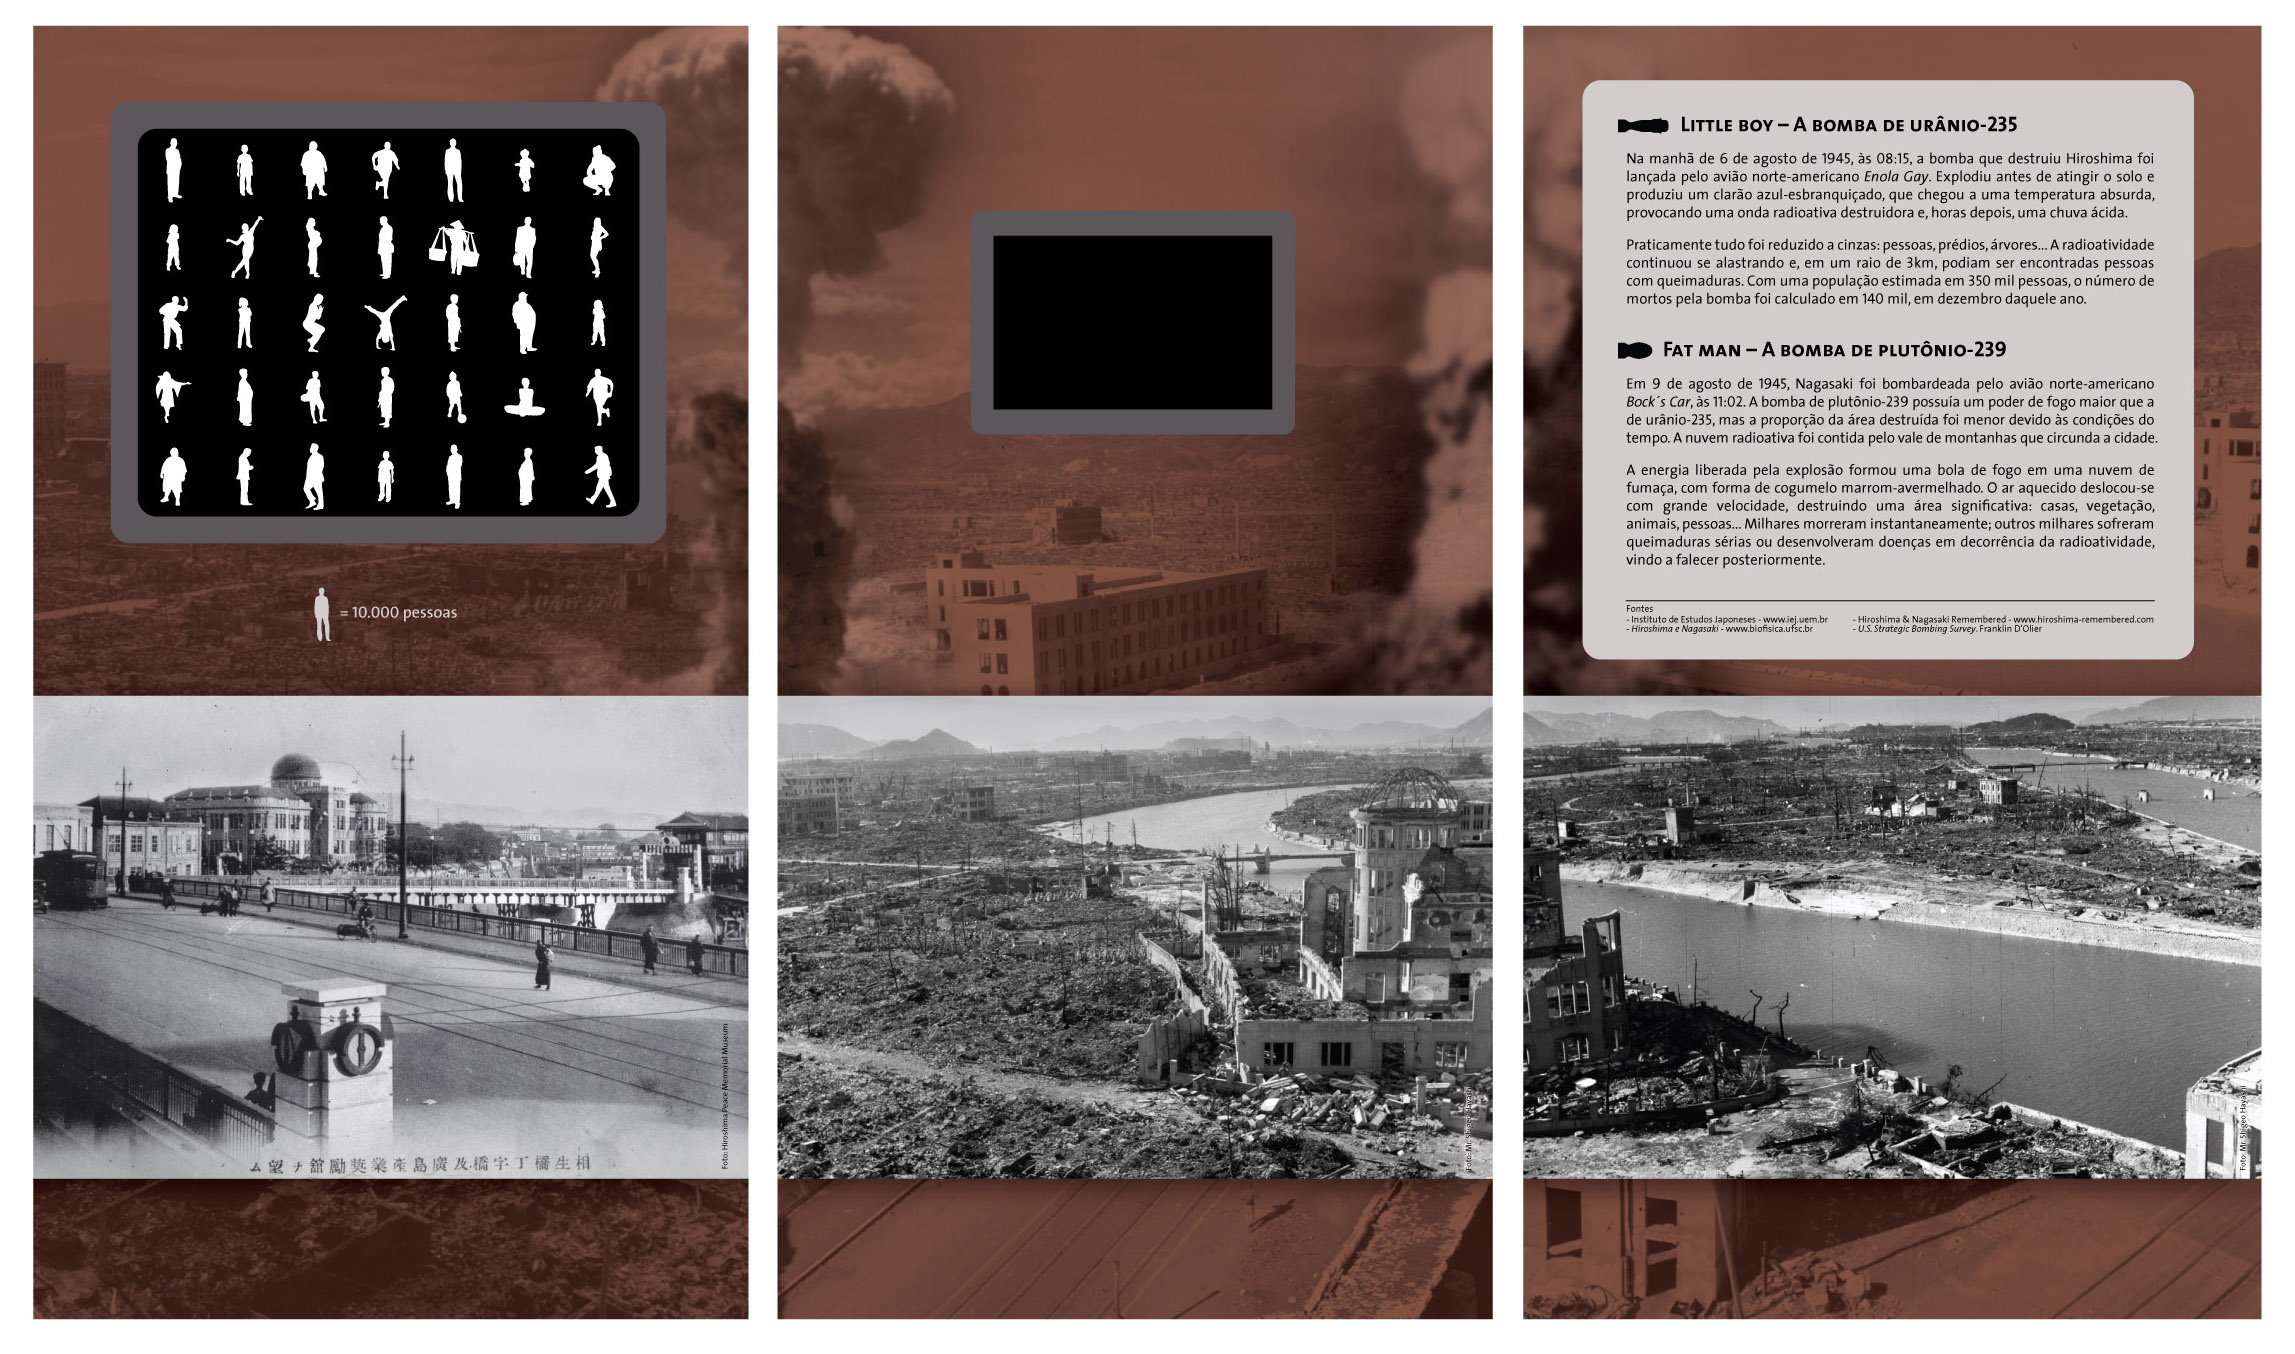 = 10.000 pessoas
相生橋丁字橋及廣島産業奨勵舘ヲ望ム
Foto: Hiroshima Peace Memorial Museum
LITTLE BOY – A BOMBA DE URÂNIO-235
Na manhã de 6 de agosto de 1945, às 08:15, a bomba que destruiu Hiroshima foi
lançada pelo avião norte-americano Enola Gay. Explodiu antes de atingir o solo e
produziu um clarão azul-esbranquiçado, que chegou a uma temperatura absurda,
provocando uma onda radioativa destruidora e, horas depois, uma chuva ácida.
Praticamente tudo foi reduzido a cinzas: pessoas, prédios, árvores... A radioatividade
continuou se alastrando e, em um raio de 3km, podiam ser encontradas pessoas
com queimaduras. Com uma população estimada em 350 mil pessoas, o número de
mortos pela bomba foi calculado em 140 mil, em dezembro daquele ano.
FAT MAN – A BOMBA DE PLUTÔNIO-239
Em 9 de agosto de 1945, Nagasaki foi bombardeada pelo avião norte-americano
Bock´s Car, às 11:02. A bomba de plutônio-239 possuía um poder de fogo maior que a
de urânio-235, mas a proporção da área destruída foi menor devido às condições do
tempo. A nuvem radioativa foi contida pelo vale de montanhas que circunda a cidade.
A energia liberada pela explosão formou uma bola de fogo em uma nuvem de
fumaça, com forma de cogumelo marrom-avermelhado. O ar aquecido deslocou-se
com grande velocidade, destruindo uma área significativa: casas, vegetação,
animais, pessoas... Milhares morreram instantaneamente; outros milhares sofreram
queimaduras sérias ou desenvolveram doenças em decorrência da radioatividade,
vindo a falecer posteriormente.
Fontes
- Instituto de Estudos Japoneses - www.iej.uem.br
- Hiroshima e Nagasaki - www.biofisica.ufsc.br
- Hiroshima & Nagasaki Remembered - www.hiroshima-remembered.com
- U.S. Strategic Bombing Survey. Franklin D'Olier
Foto: Mr. Shigeo Hayashi